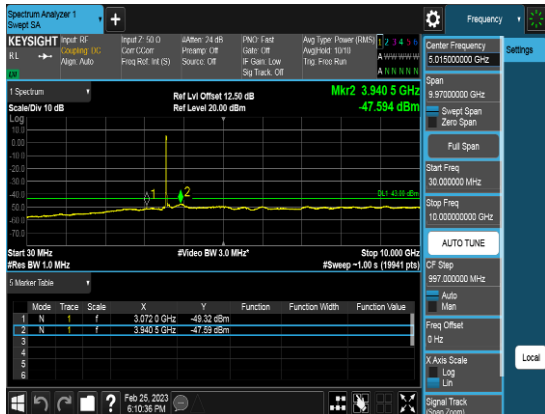 Spectrum Analyzer 1
Swept SA
Frequency
KEYSIGHT
RL
Input: RF
Coupling: DC
Align: Auto
Input Z: 50 Ω
Corr CCorr
Freq Ref: Int (S)
#Atten: 24 dB
Preamp: Off
Source: Off
PNO: Fast
Gate: Off
IF Gain: Low
Sig Track: Off
Avg Type: Power (RMS)
Avg|Hold: 10/10
Trig: Free Run
1 2 3 4 5 6
A W W W W W
A N N N N N
Center Frequency
5.015000000 GHz
Settings
Span
9.97000000 GHz
Swept Span
Zero Span
Full Span
Start Freq
30.000000 MHz
Stop Freq
10.000000000 GHz
AUTO TUNE
CF Step
997.000000 MHz
Auto
Man
Freq Offset
0 Hz
X Axis Scale
Log
Lin
Local
Signal Track
(Span Zoom)
1 Spectrum
Scale/Div 10 dB
Ref Lvl Offset 12.50 dB
Ref Level 20.00 dBm
Mkr2 3.940 5 GHz
-47.594 dBm
Log
10.0
0.00
-10.0
-20.0
-30.0
-40.0
-50.0
-60.0
-70.0
1
2
DL1 -43.00 dBm
Start 30 MHz
#Res BW 1.0 MHz
#Video BW 3.0 MHz*
Stop 10.000 GHz
#Sweep ~1.00 s (19941 pts)
5 Marker Table
Mode Trace Scale X Y Function Function Width Function Value
1 N 1 f 3.072 0 GHz -49.32 dBm
2 N 1 f 3.940 5 GHz -47.59 dBm
3
4
5
6
?
Feb 25, 2023
6:10:36 PM